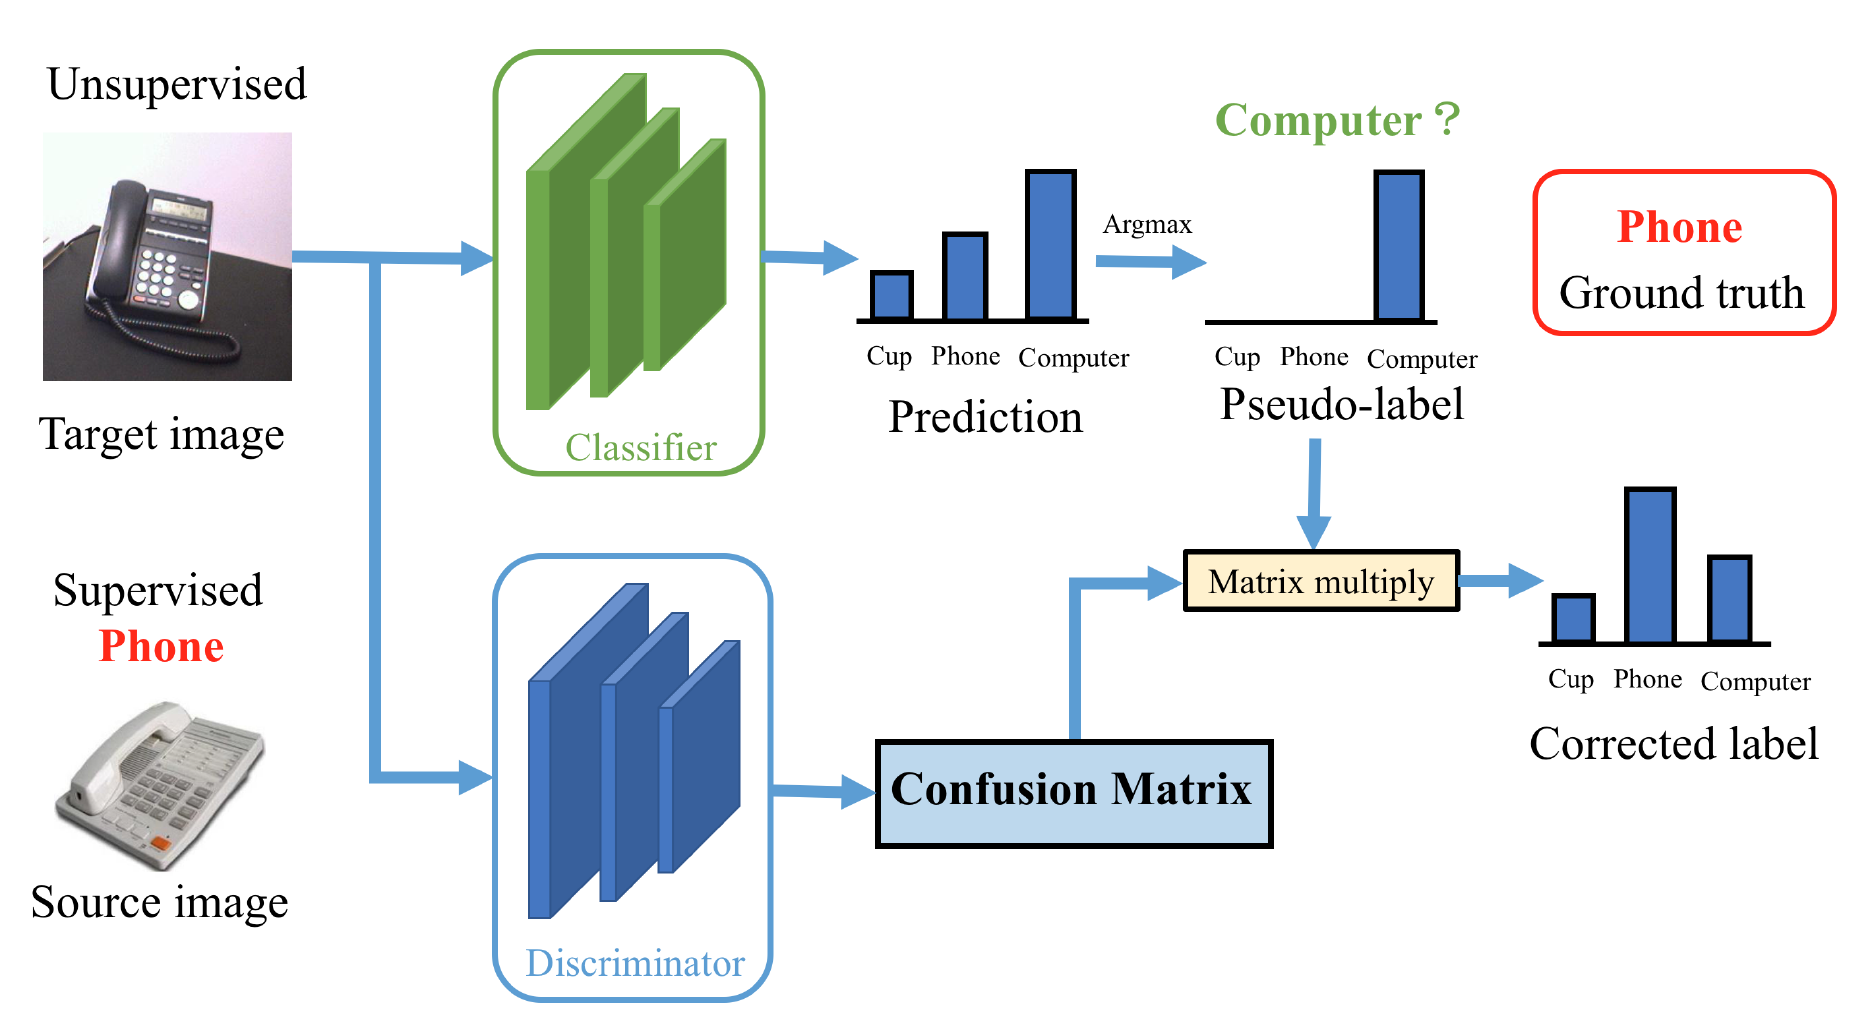 Unsupervised
Target image
Supervised
Phone
Source image
Classifier
Discriminator
Cup Phone Computer
Prediction
Argmax
Computer ?
Cup Phone Computer
Pseudo-label
Phone
Ground truth
Matrix multiply
Confusion Matrix
Cup Phone Computer
Corrected label